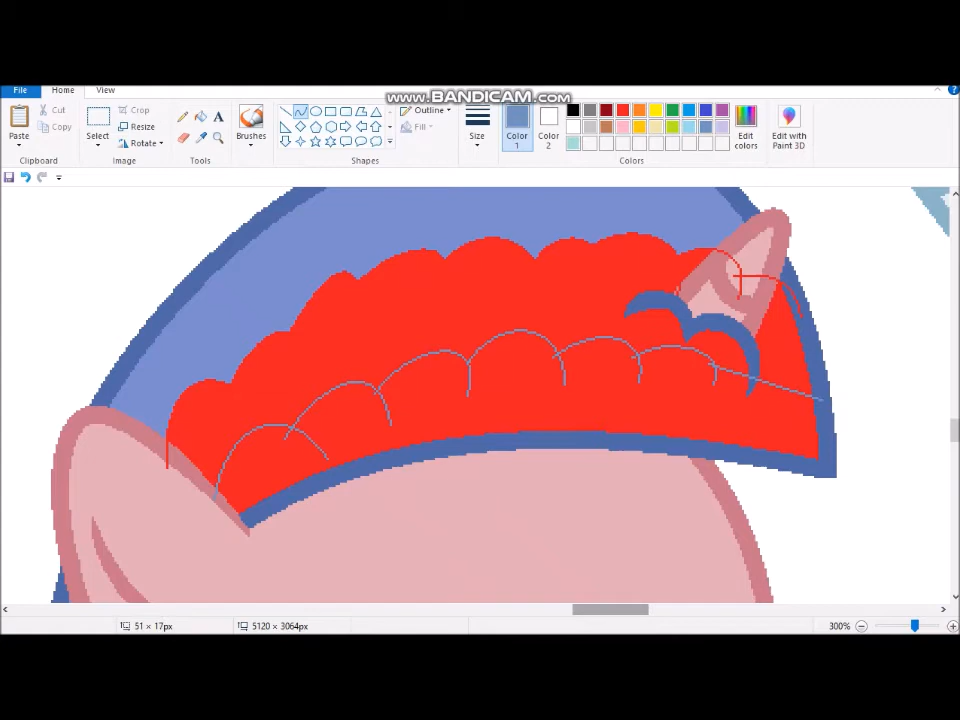 www.BANDICAM.com
File Home View
Cut
Copy
Paste
Clipboard
Crop
Resize
Rotate
Select
Image
Tools
Brushes
Outline
Fill
Shapes
Size
Color 1
Color 2
Edit colors
Colors
Edit with Paint 3D
51 × 17px
5120 × 3064px
300%